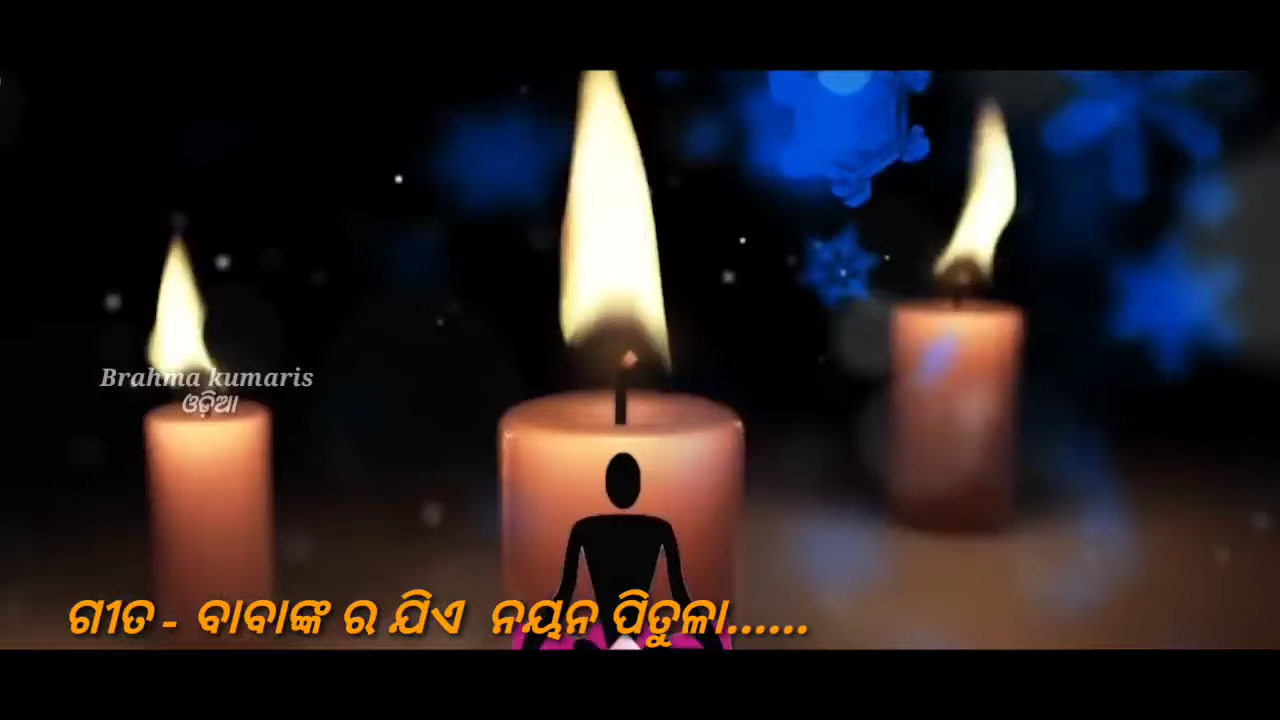 Brahma kumaris
ଓଡ଼ିଆ
ଗୀତ - ବାବାଙ୍କ ର ଯିଏ ନୟନ ପିତୁଳା......